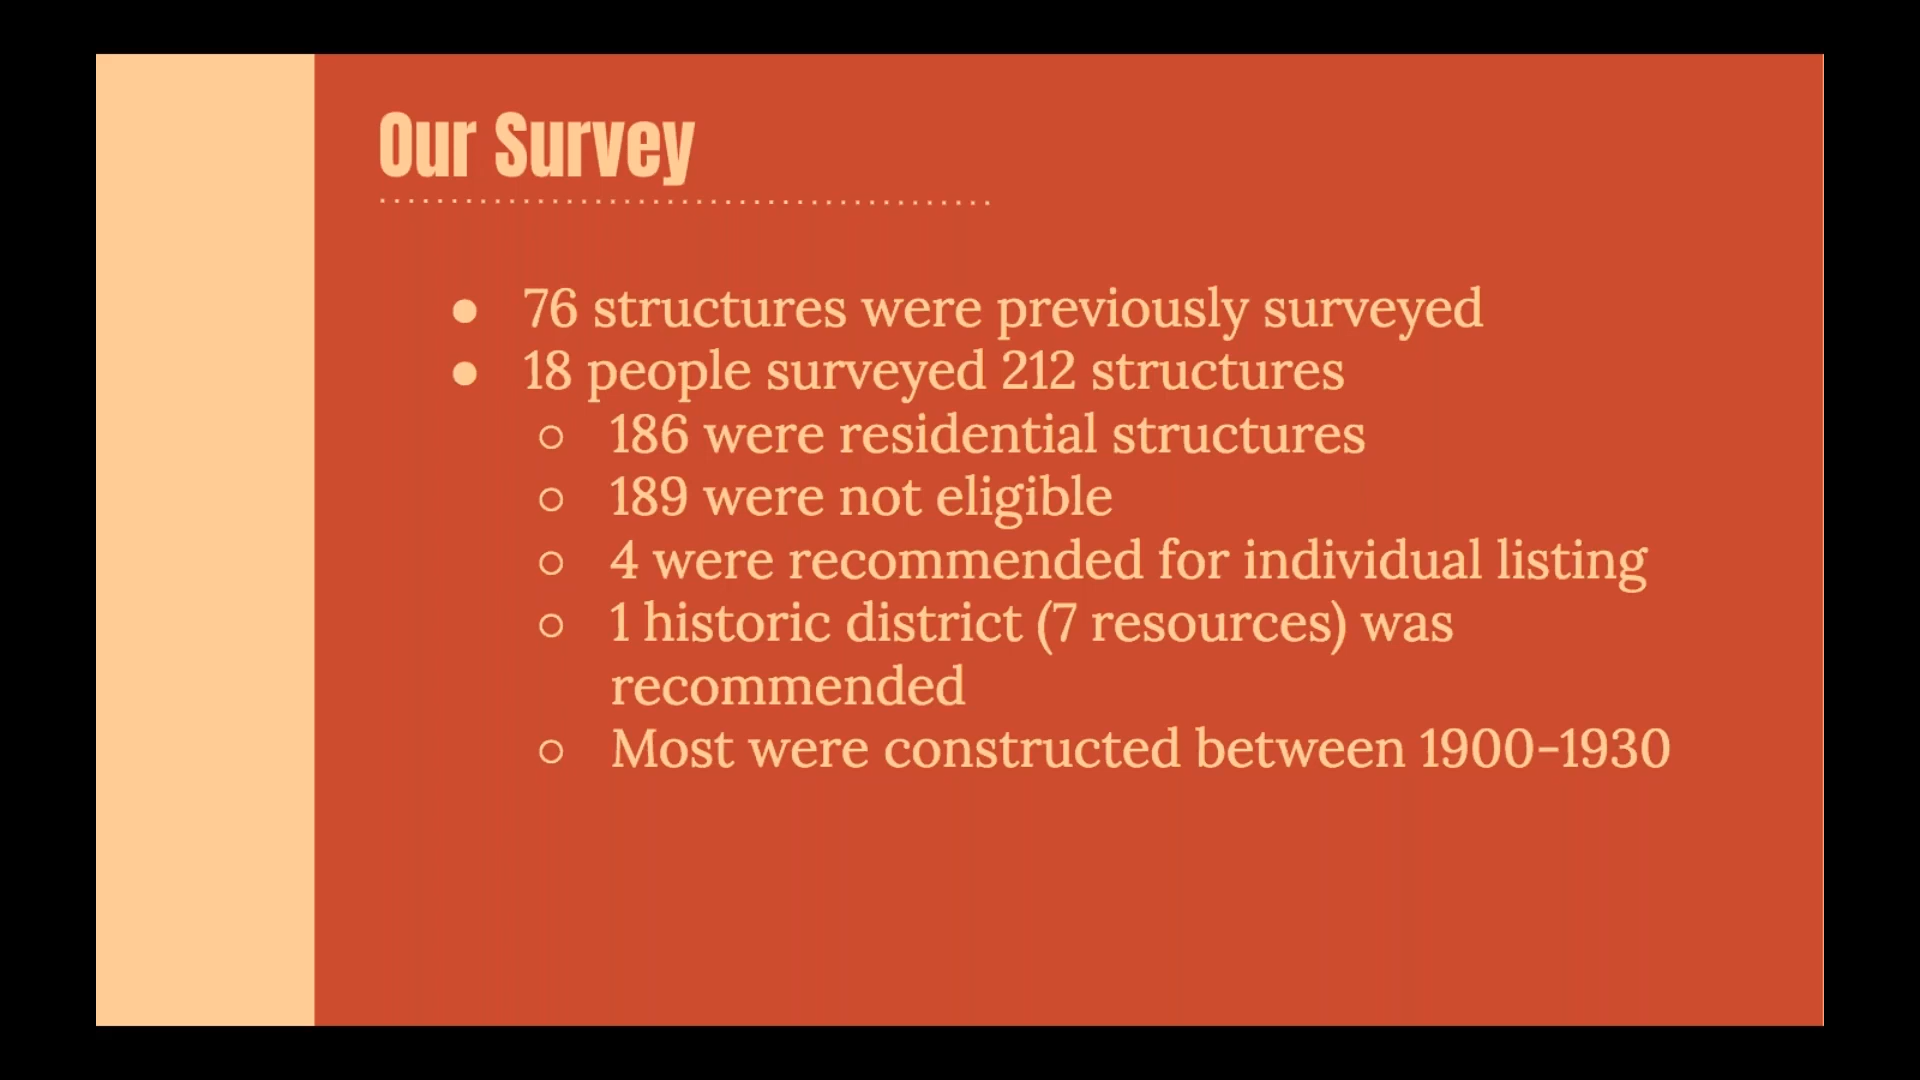 Our Survey
● 76 structures were previously surveyed
● 18 people surveyed 212 structures
○ 186 were residential structures
○ 189 were not eligible
○ 4 were recommended for individual listing
○ 1 historic district (7 resources) was
recommended
○ Most were constructed between 1900-1930